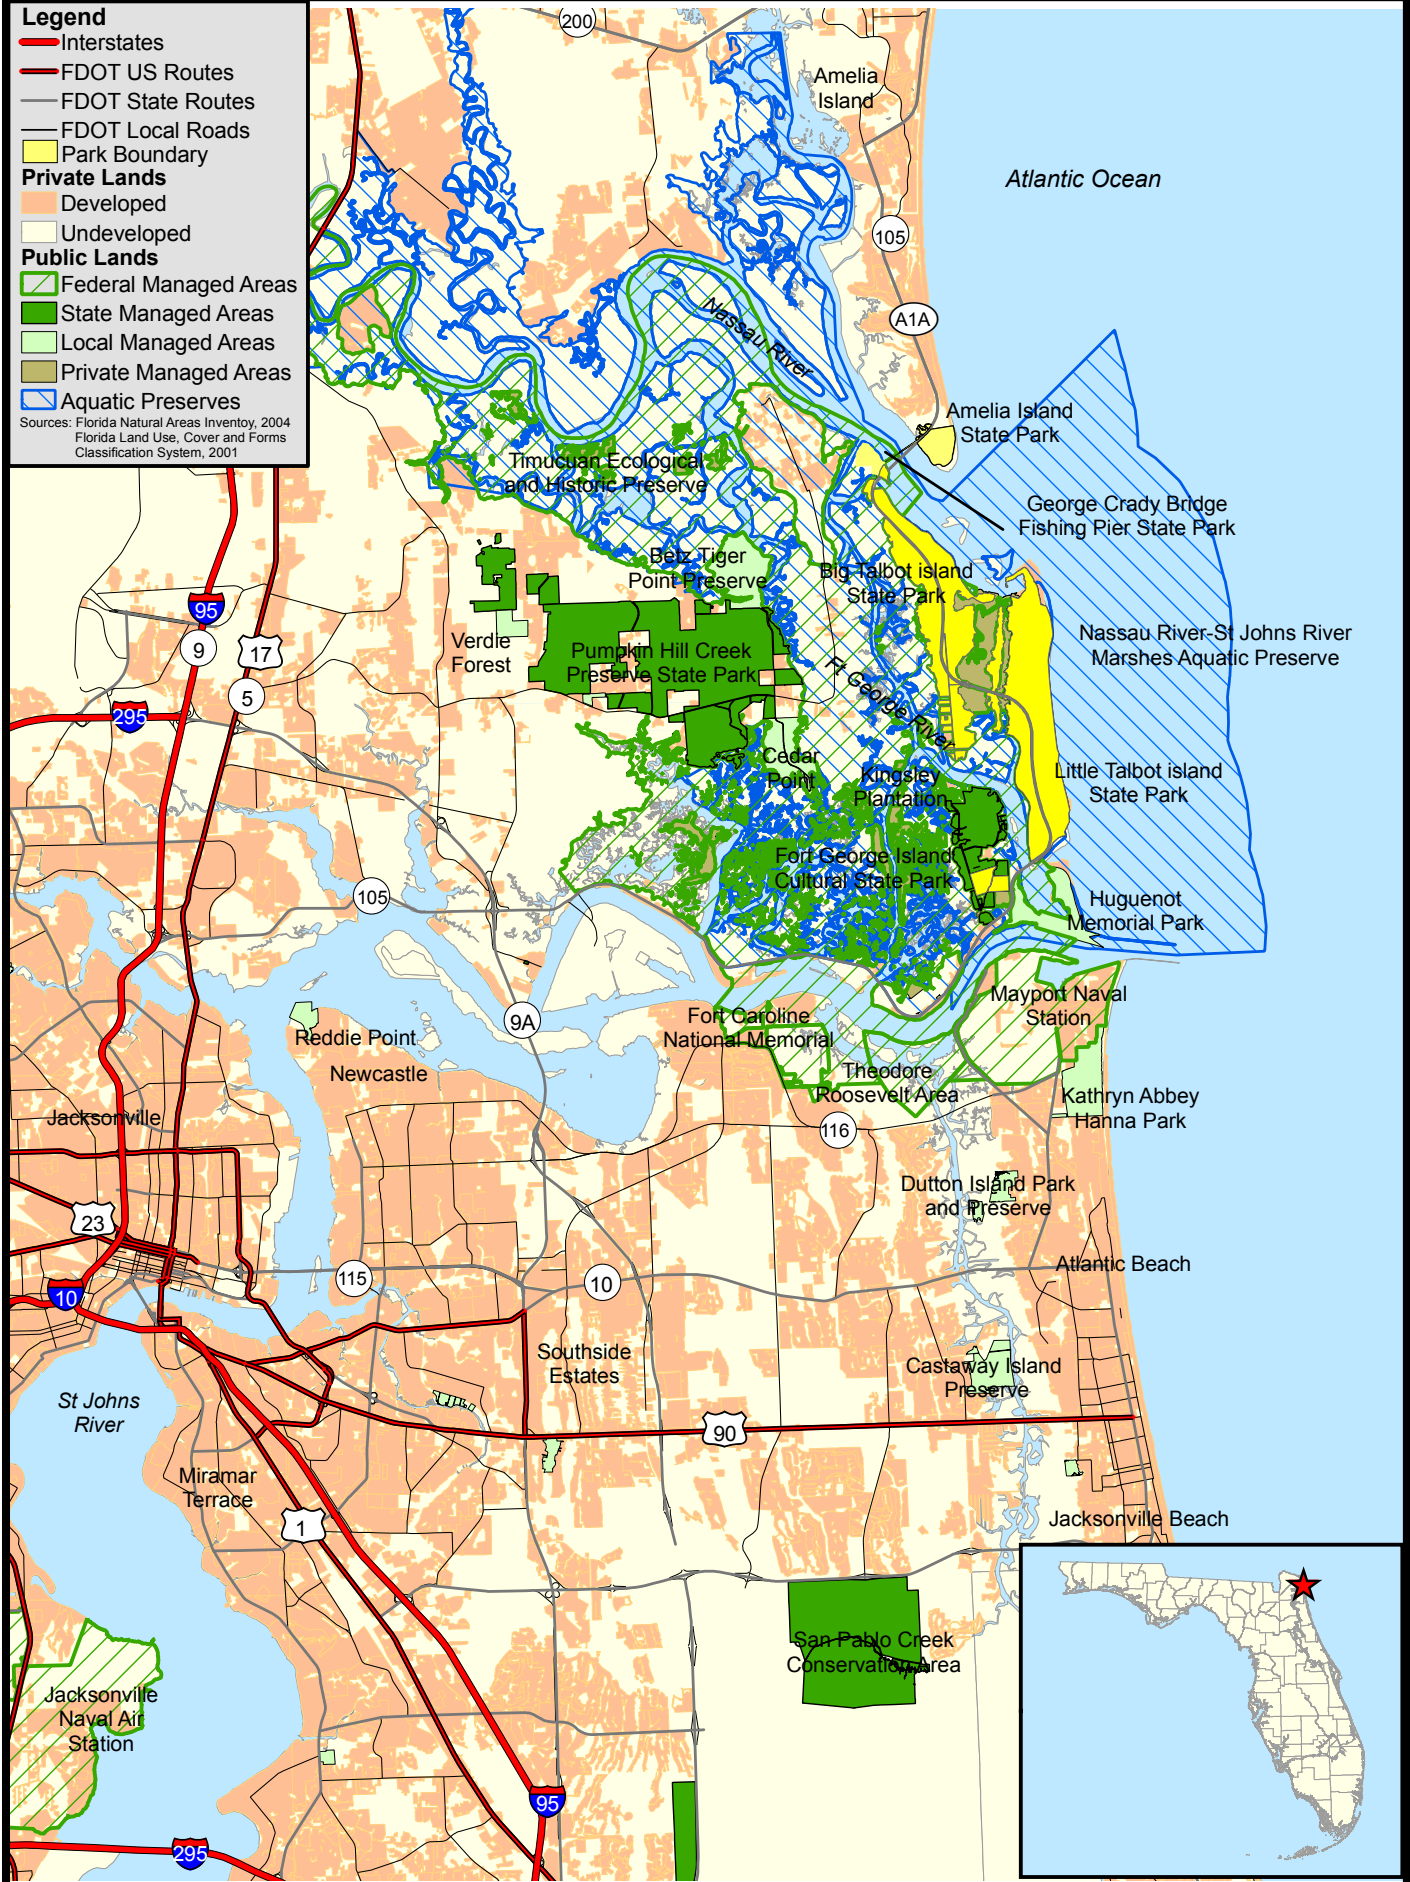 Legend
Interstates
FDOT US Routes
FDOT State Routes
FDOT Local Roads
Park Boundary
Private Lands
Developed
Undeveloped
Public Lands
Federal Managed Areas
State Managed Areas
Local Managed Areas
Private Managed Areas
Aquatic Preserves
Sources: Florida Natural Areas Inventoy, 2004
Florida Land Use, Cover and Forms
Classification System, 2001
200
Amelia
Island
Atlantic Ocean
105
A1A
Nassau River
Amelia Island
State Park
Timucuan Ecological
and Historic Preserve
George Crady Bridge
Fishing Pier State Park
Betz Tiger
Point Preserve
Big Talbot island
State Park
95
9
17
5
295
Verdie
Forest
Pumpkin Hill Creek
Preserve State Park
Nassau River-St Johns River
Marshes Aquatic Preserve
Ft George River
Cedar
Point
Kingsley
Plantation
Little Talbot island
State Park
Fort George Island
Cultural State Park
105
Huguenot
Memorial Park
Mayport Naval
Station
9A
Reddie Point
Newcastle
Fort Caroline
National Memorial
Theodore
Roosevelt Area
Kathryn Abbey
Hanna Park
Jacksonville
116
Dutton Island Park
and Preserve
23
Atlantic Beach
10
115
10
Southside
Estates
Castaway Island
Preserve
St Johns
River
90
Miramar
Terrace
1
Jacksonville Beach
San Pablo Creek
Conservation Area
Jacksonville
Naval Air
Station
95
295